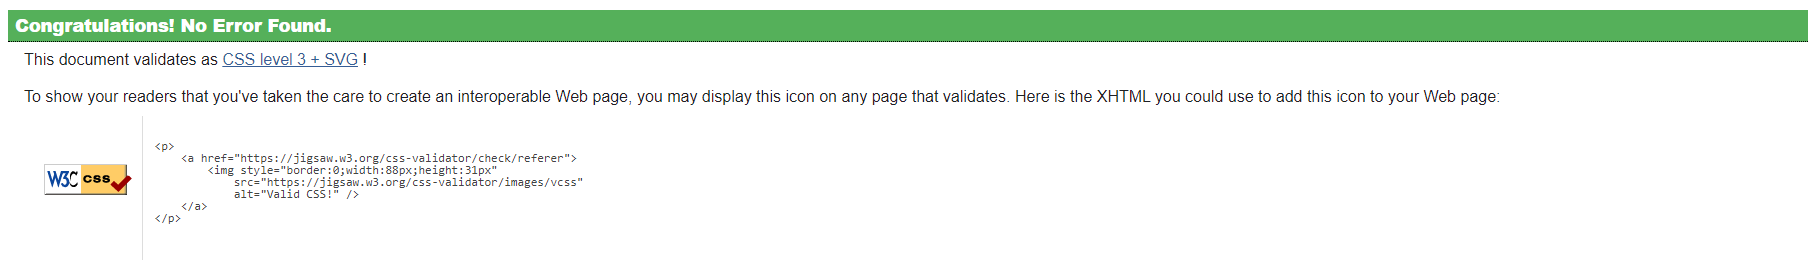 Congratulations! No Error Found.
This document validates as CSS level 3 + SVG !
To show your readers that you've taken the care to create an interoperable Web page, you may display this icon on any page that validates. Here is the XHTML you could use to add this icon to your Web page:
W3C css
<p>
    <a href="https://jigsaw.w3.org/css-validator/check/referer">
        <img style="border:0;width:88px;height:31px"
            src="https://jigsaw.w3.org/css-validator/images/vcss"
            alt="Valid CSS!" />
    </a>
</p>